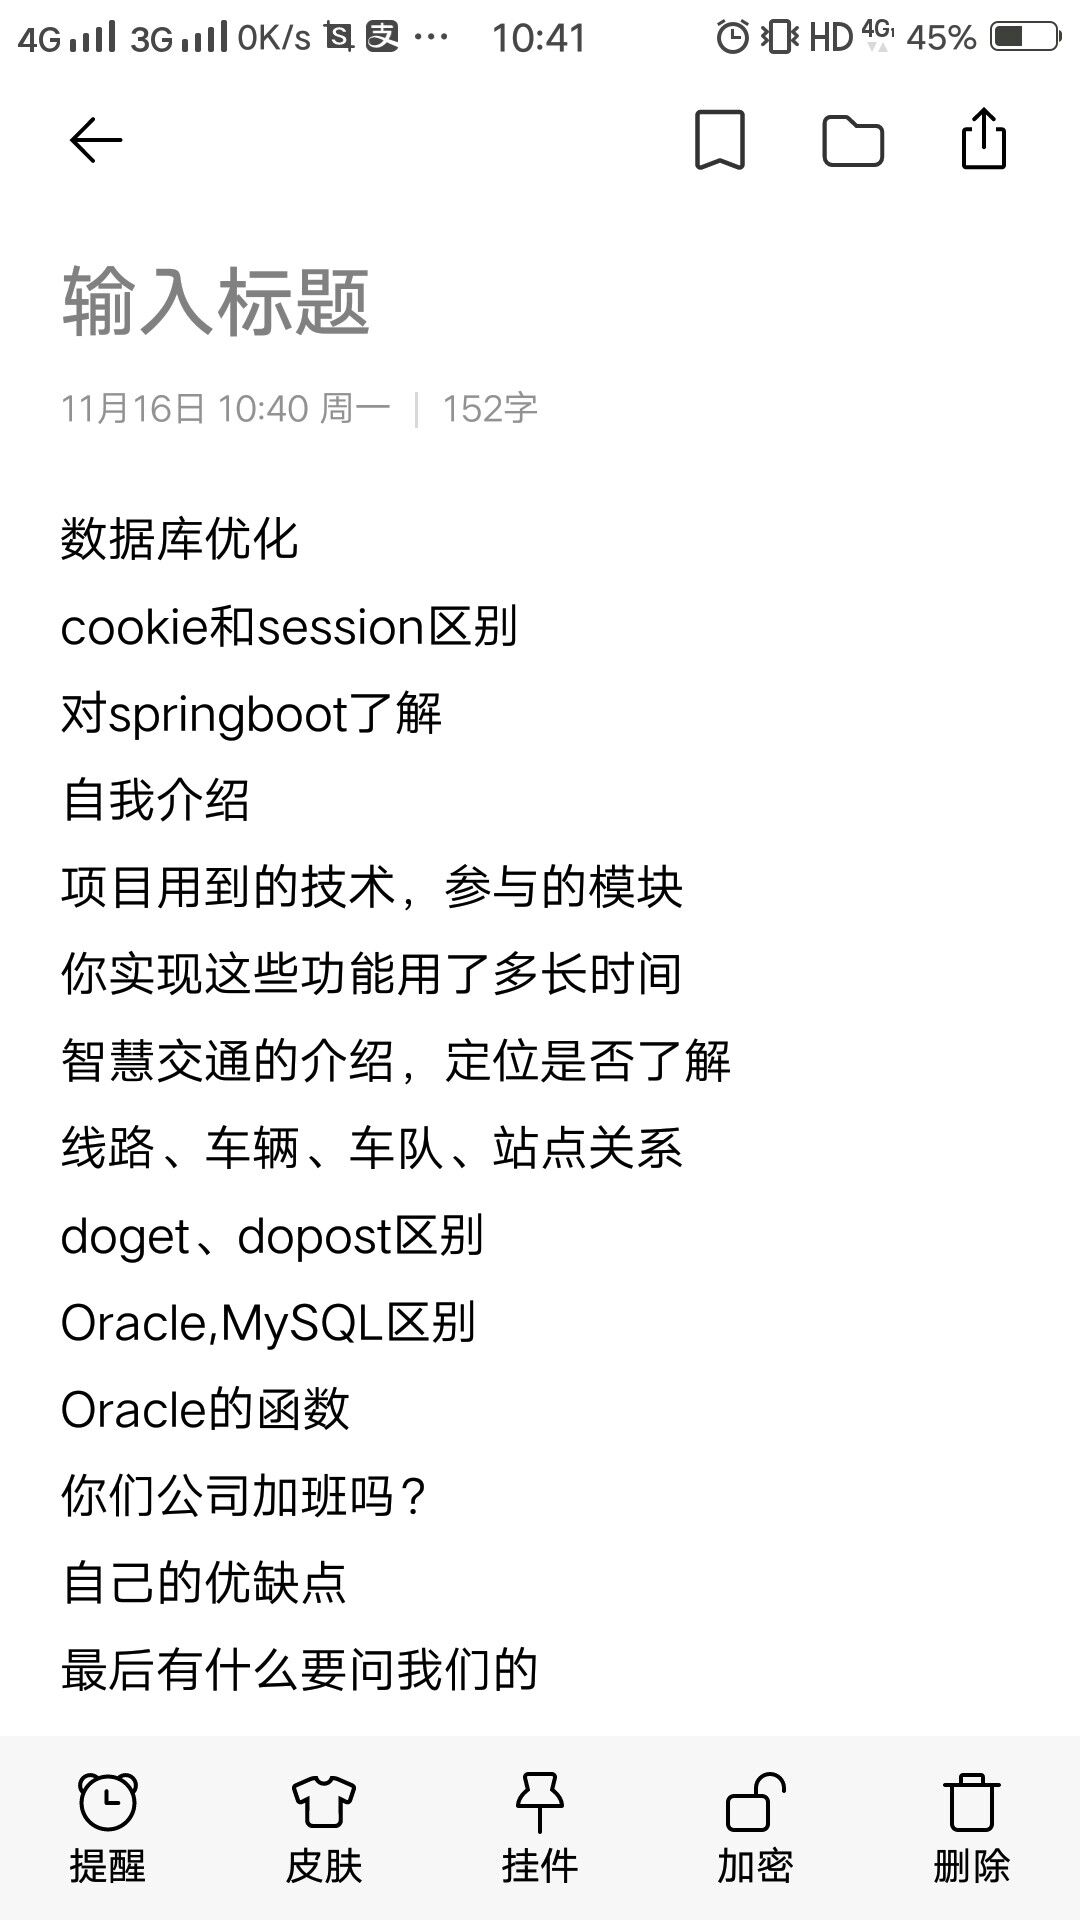 4G 3G 0K/s S 支 ··· 10:41 HD 4G1 45%
输入标题
11月16日 10:40 周一 | 152字
数据库优化
cookie和session区别
对springboot了解
自我介绍
项目用到的技术，参与的模块
你实现这些功能用了多长时间
智慧交通的介绍，定位是否了解
线路、车辆、车队、站点关系
doget、dopost区别
Oracle,MySQL区别
Oracle的函数
你们公司加班吗？
自己的优缺点
最后有什么要问我们的
提醒 皮肤 挂件 加密 删除